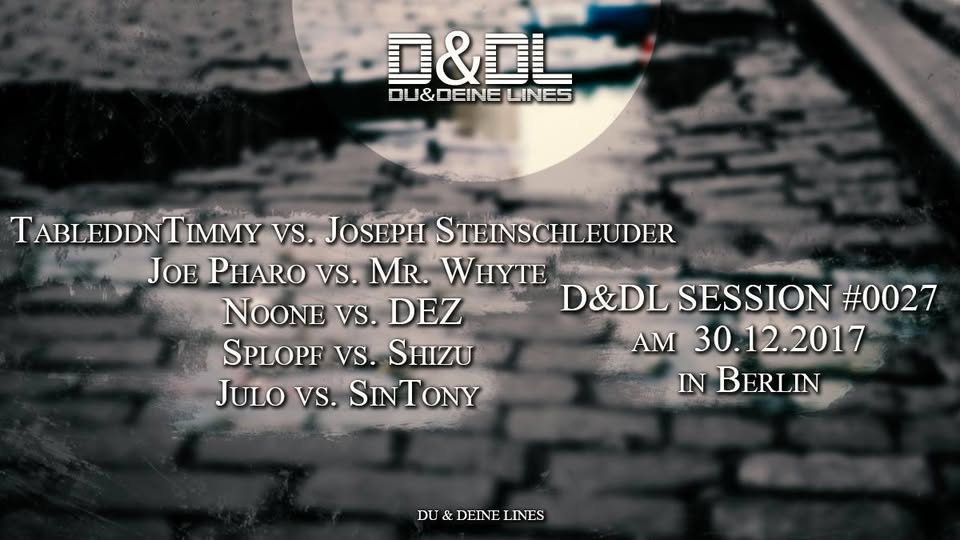 D&DL
DU&DEINE LINES
TABLEDDNTIMMY VS. JOSEPH STEINSCHLEUDER
JOE PHARO VS. MR. WHYTE
NOONE VS. DEZ
SPLOPF VS. SHIZU
JULO VS. SINTONY
D&DL SESSION #0027
AM 30.12.2017
IN BERLIN
DU & DEINE LINES